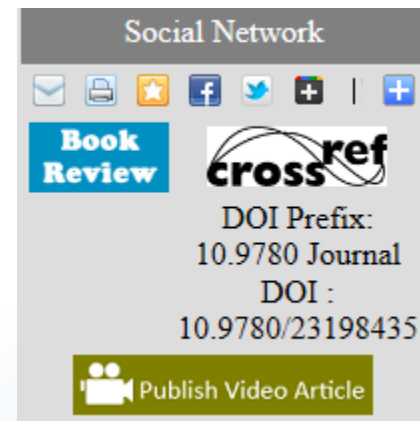 Social Network
Book
Review
crossref
DOI Prefix:
10.9780 Journal
DOI :
10.9780/23198435
Publish Video Article